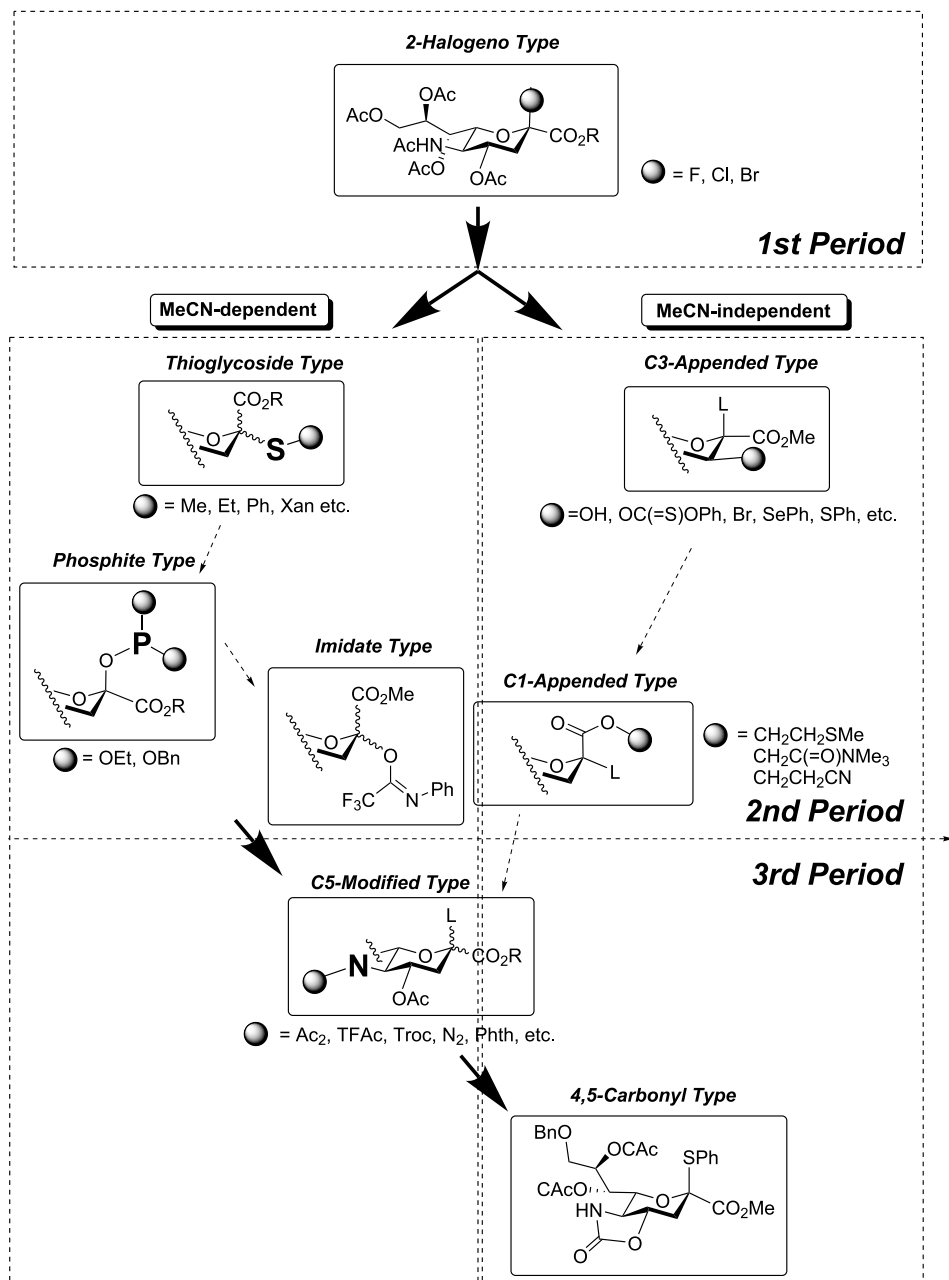 2-Halogeno Type
OAc
AcO
O
CO2R
AcHN
AcO
OAc
= F, Cl, Br
1st Period
MeCN-dependent
MeCN-independent
Thioglycoside Type
CO2R
O
S
= Me, Et, Ph, Xan etc.
C3-Appended Type
L
O
CO2Me
=OH, OC(=S)OPh, Br, SePh, SPh, etc.
Phosphite Type
P
O
O
CO2R
= OEt, OBn
Imidate Type
CO2Me
O
O
F3C
N
Ph
C1-Appended Type
O
O
O
L
= CH2CH2SMe
CH2C(=O)NMe3
CH2CH2CN
2nd Period
3rd Period
C5-Modified Type
L
O
N
CO2R
OAc
= Ac2, TFAc, Troc, N2, Phth, etc.
4,5-Carbonyl Type
BnO
OCAc
SPh
CAcO
O
CO2Me
HN
O
O